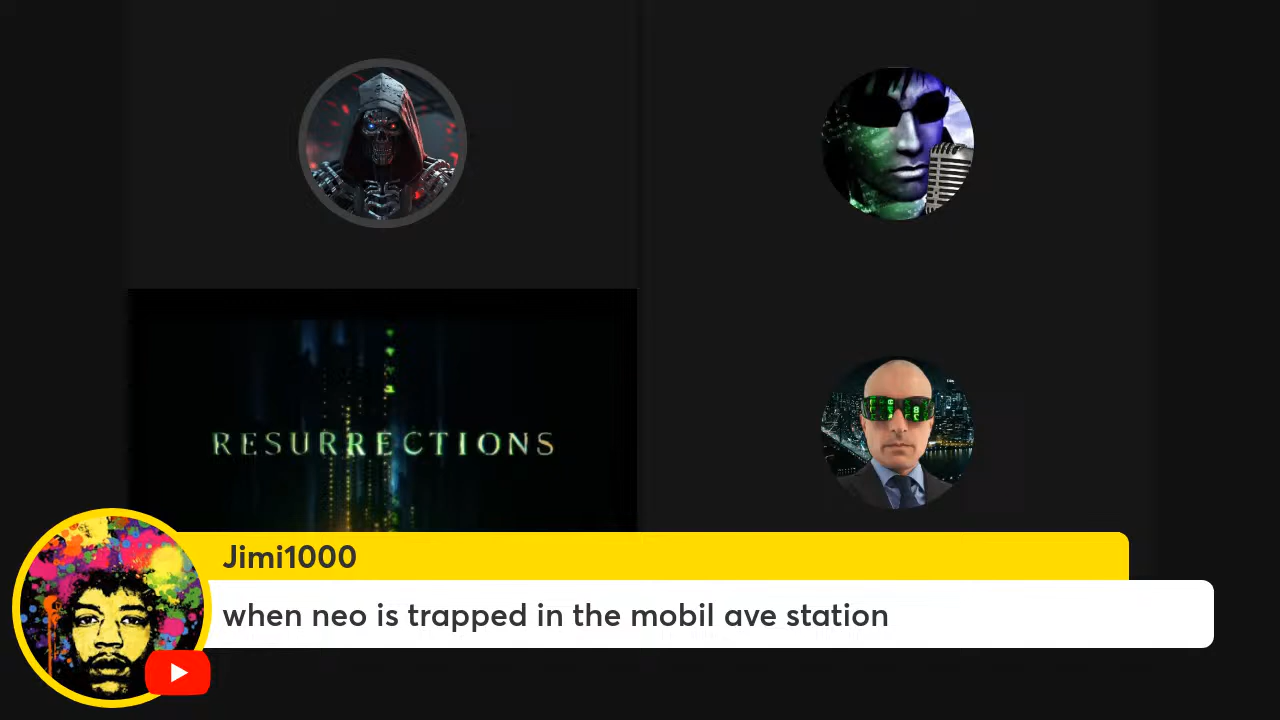 RESURRECTIONS
Jimi1000
when neo is trapped in the mobil ave station